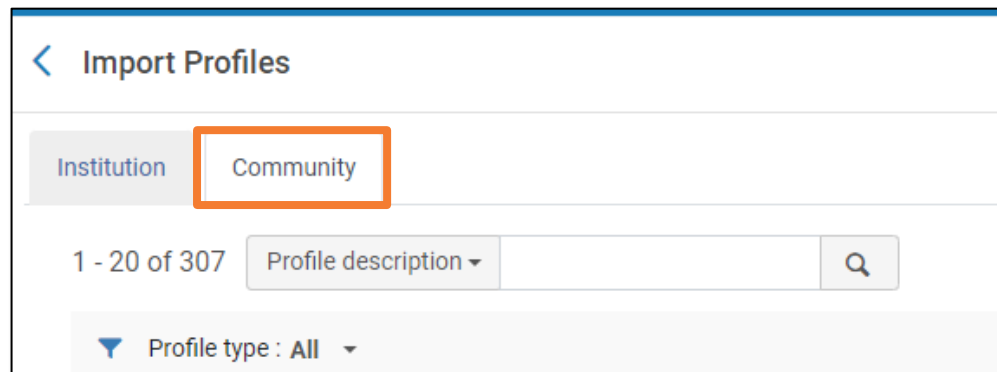 Import Profiles
Institution Community
1 - 20 of 307 Profile description
Profile type : All